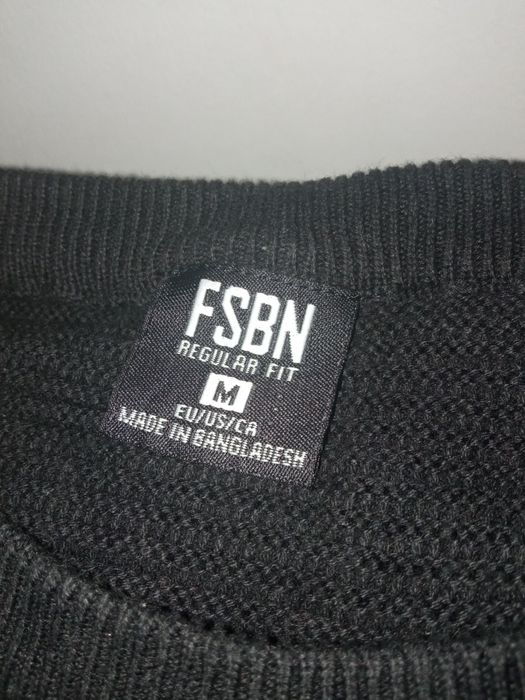 FSBN
REGULAR FIT
M
EU/US/CA
MADE IN BANGLADESH